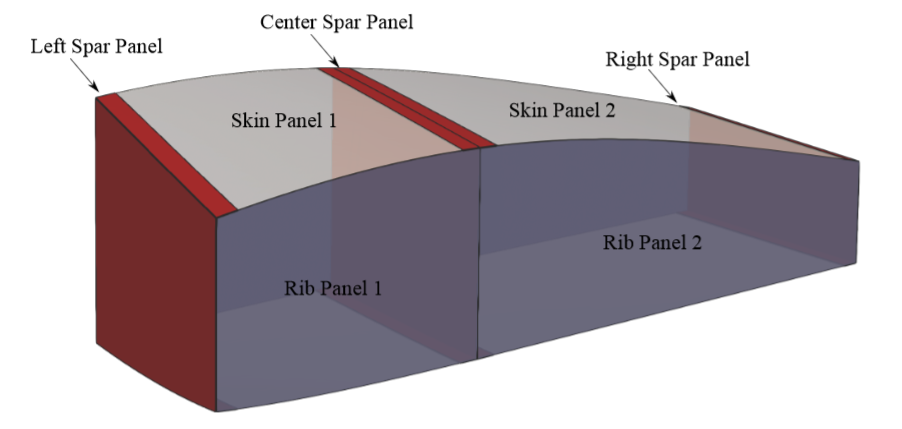 Center Spar Panel
Left Spar Panel
Right Spar Panel
Skin Panel 1
Skin Panel 2
Rib Panel 2
Rib Panel 1